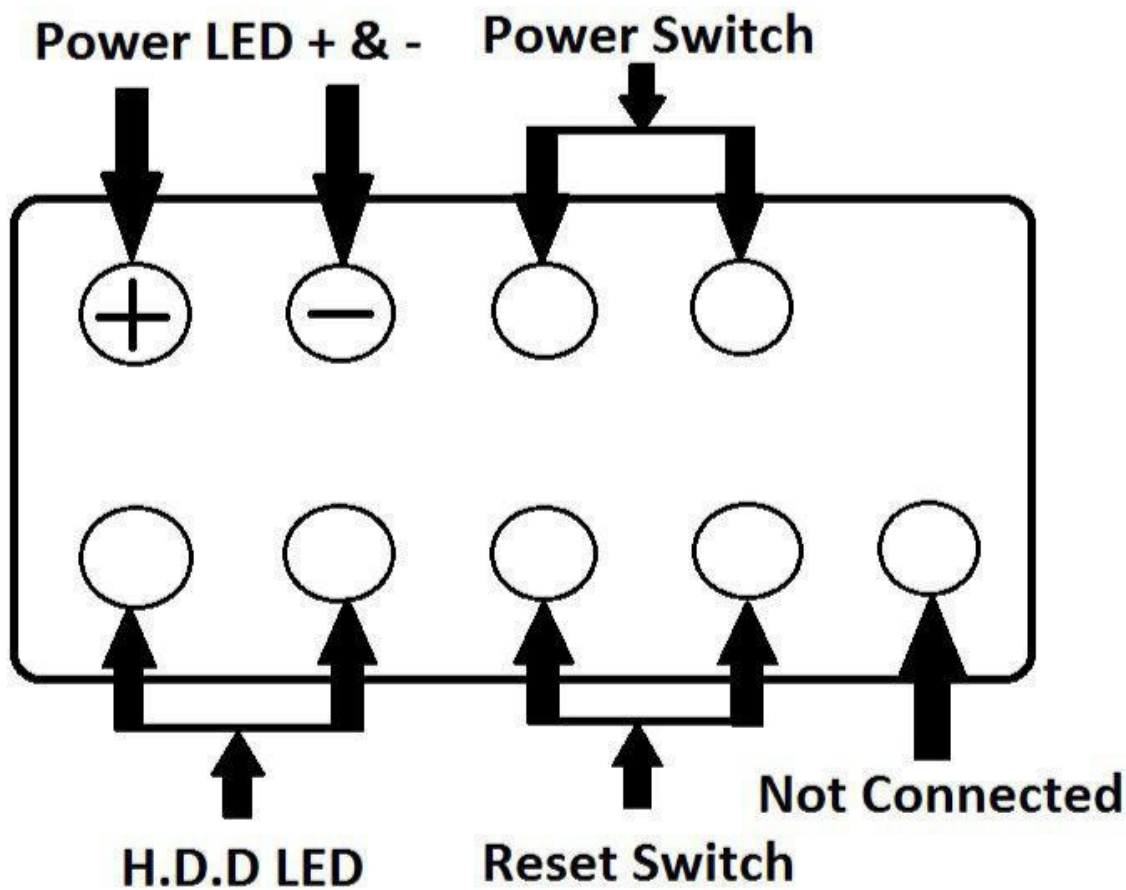 Power LED + & -
Power Switch
+
-
Not Connected
H.D.D LED
Reset Switch